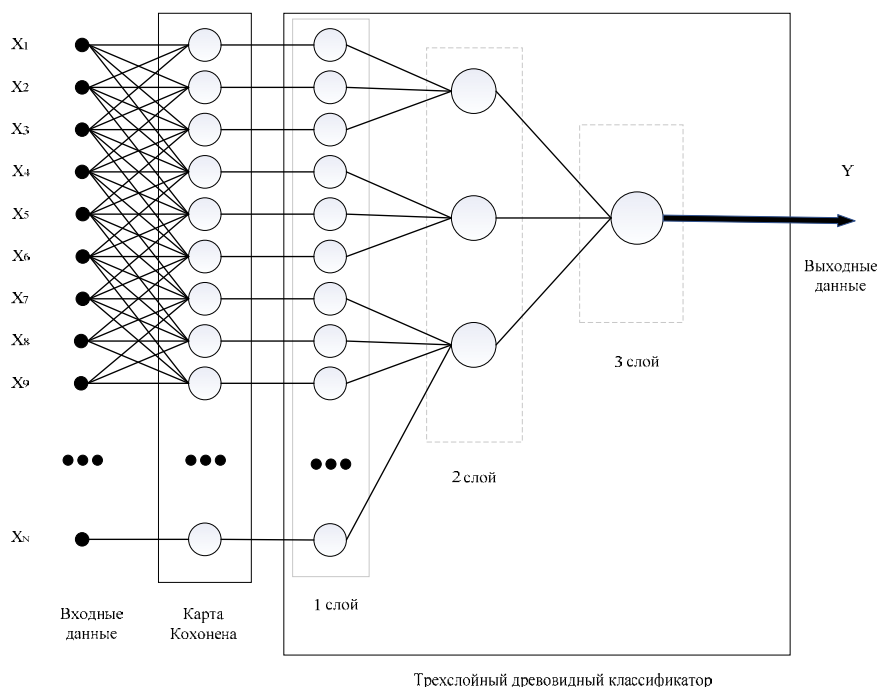 X1
X2
X3
X4
X5
X6
X7
X8
X9
XN
Y
Выходные
данные
3 слой
2 слой
1 слой
Входные
данные
Карта
Кохонена
Трехслойный древовидный классификатор